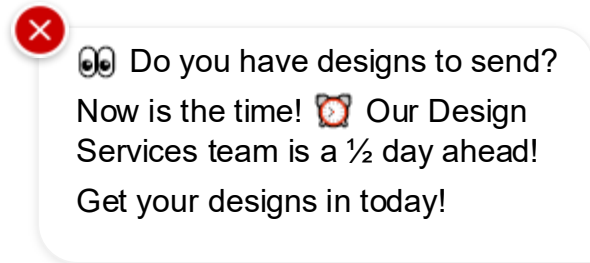 👀 Do you have designs to send?
Now is the time! ⏰ Our Design
Services team is a ½ day ahead!
Get your designs in today!